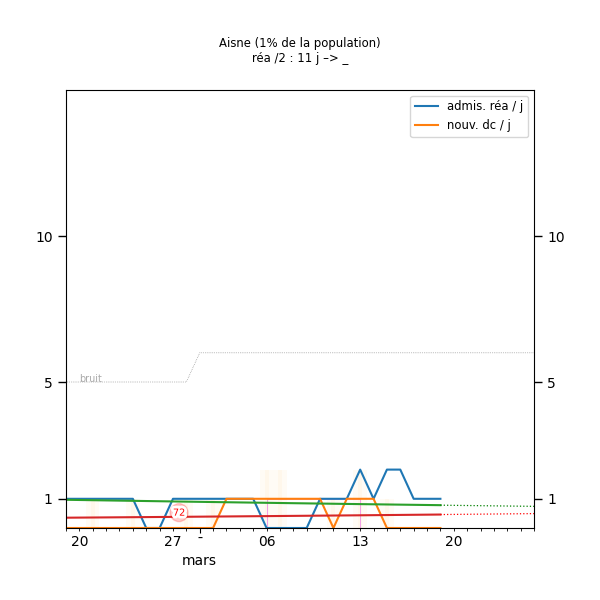 Aisne (1% de la population)
réa /2 : 11 j –> _
admis. réa / j
nouv. dc / j
10 10
bruit
5 5
1 1
72
20 27 - 06 13 20
mars